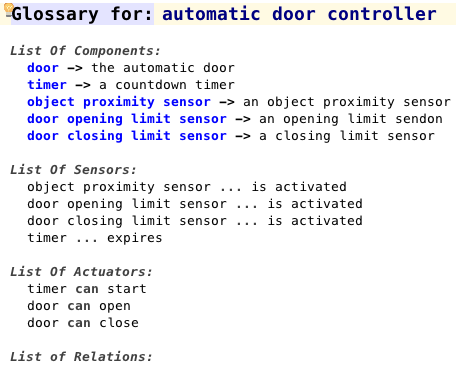 Glossary for: automatic door controller
List Of Components:
door -> the automatic door
timer -> a countdown timer
object proximity sensor -> an object proximity sensor
door opening limit sensor -> an opening limit sendon
door closing limit sensor -> a closing limit sensor
List Of Sensors:
object proximity sensor ... is activated
door opening limit sensor ... is activated
door closing limit sensor ... is activated
timer ... expires
List Of Actuators:
timer can start
door can open
door can close
List of Relations: